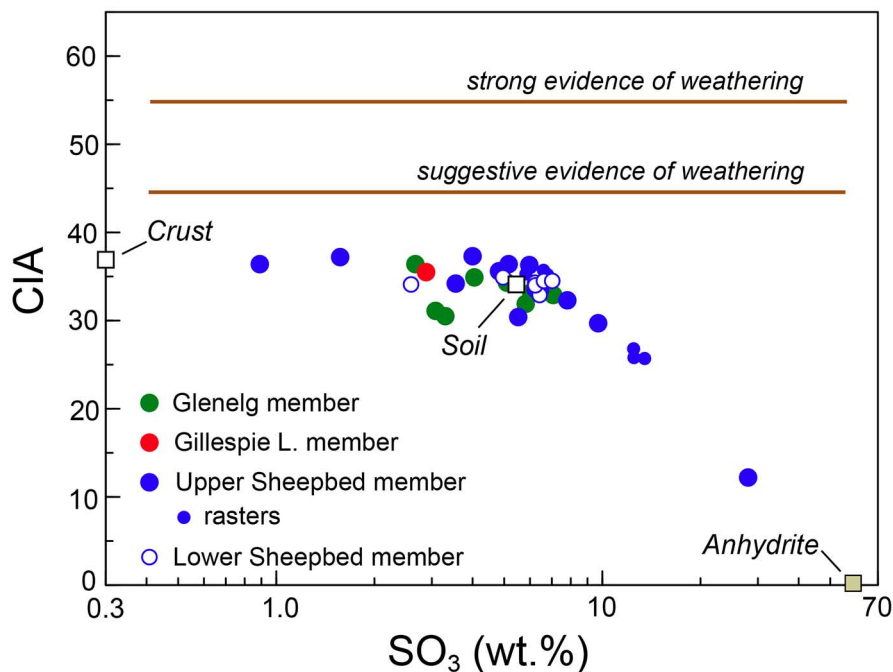 60
50
40
30
20
10
0
CIA
strong evidence of weathering
suggestive evidence of weathering
Crust
Soil
Glenelg member
Gillespie L. member
Upper Sheepbed member
rasters
Lower Sheepbed member
Anhydrite
0.3 1.0 10 70
SO₃ (wt.%)